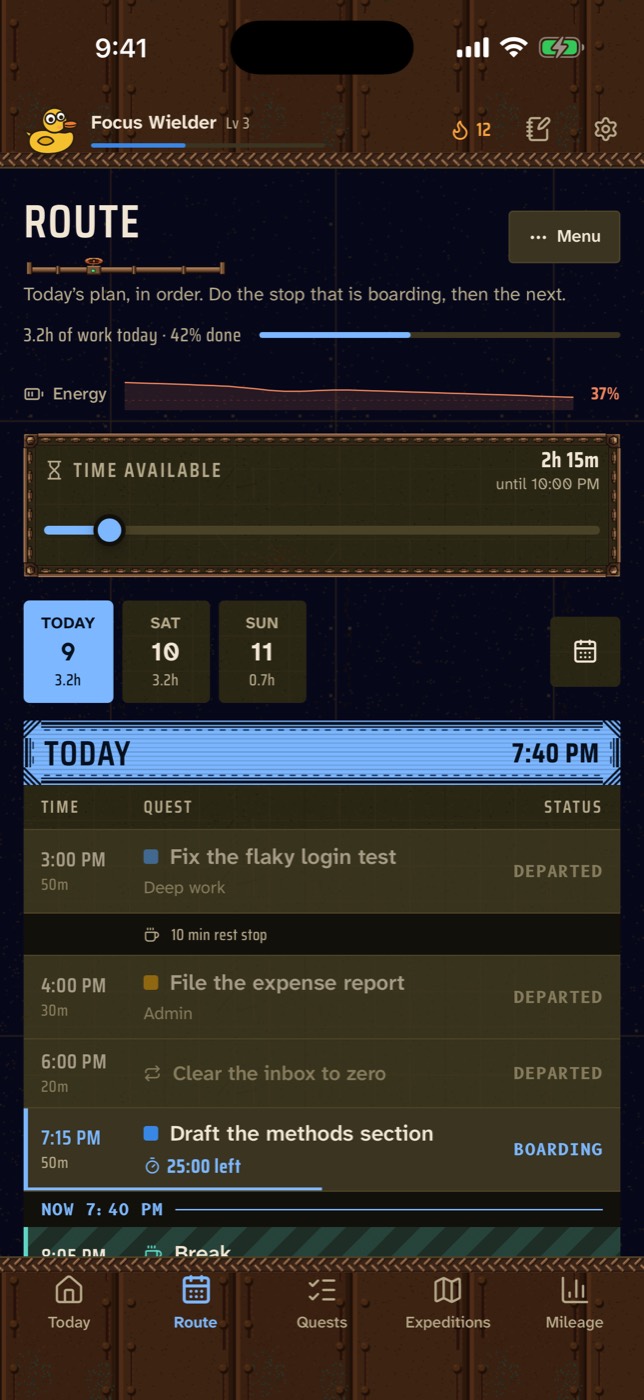 9:41
Focus Wielder Lv 3
12
ROUTE
··· Menu
Today's plan, in order. Do the stop that is boarding, then the next.
3.2h of work today · 42% done
Energy 37%
TIME AVAILABLE 2h 15m
until 10:00 PM
TODAY SAT SUN
9 10 11
3.2h 3.2h 0.7h
TODAY 7:40 PM
TIME QUEST STATUS
3:00 PM Fix the flaky login test DEPARTED
50m Deep work
10 min rest stop
4:00 PM File the expense report DEPARTED
30m Admin
6:00 PM Clear the inbox to zero DEPARTED
20m
7:15 PM Draft the methods section BOARDING
50m 25:00 left
NOW 7:40 PM
8:05 PM Break
Today Route Quests Expeditions Mileage